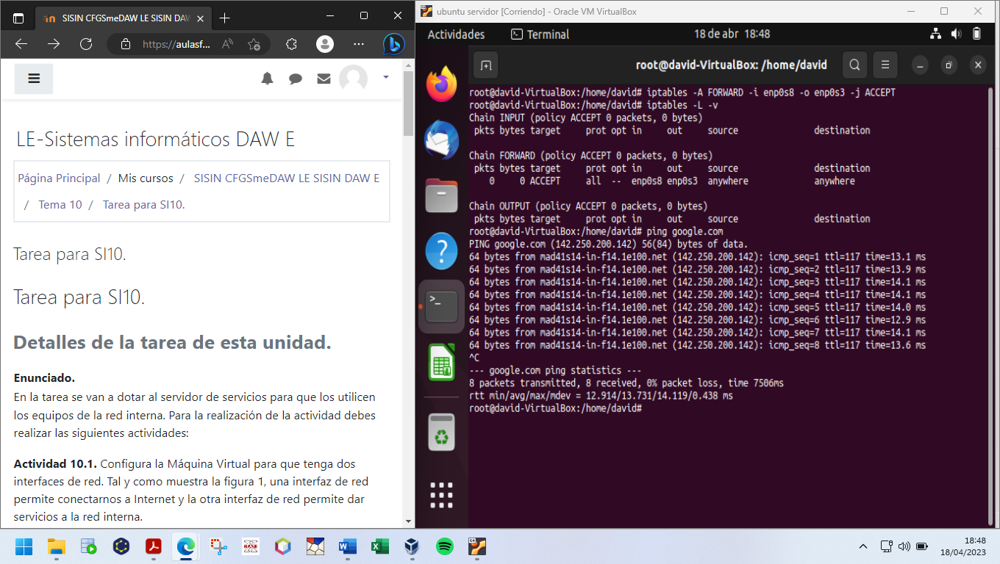 SISIN CFGSmeDAW LE SISIN DAW
https://aulasf...
LE-Sistemas informáticos DAW E
Página Principal / Mis cursos / SISIN CFGSmeDAW LE SISIN DAW E
/ Tema 10 / Tarea para SI10.
Tarea para SI10.
Tarea para SI10.
Detalles de la tarea de esta unidad.
Enunciado.
En la tarea se van a dotar al servidor de servicios para que los utilicen
los equipos de la red interna. Para la realización de la actividad debes
realizar las siguientes actividades:
Actividad 10.1. Configura la Máquina Virtual para que tenga dos
interfaces de red. Tal y como muestra la figura 1, una interfaz de red
permite conectarnos a Internet y la otra interfaz de red permite dar
servicios a la red interna.
ubuntu servidor [Corriendo] - Oracle VM VirtualBox
Actividades Terminal 18 de abr 18:48
root@david-VirtualBox: /home/david
root@david-VirtualBox:/home/david# iptables -A FORWARD -i enp0s8 -o enp0s3 -j ACCEPT
root@david-VirtualBox:/home/david# iptables -L -v
Chain INPUT (policy ACCEPT 0 packets, 0 bytes)
 pkts bytes target     prot opt in     out     source               destination
Chain FORWARD (policy ACCEPT 0 packets, 0 bytes)
 pkts bytes target     prot opt in     out     source               destination
    0     0 ACCEPT     all  --  enp0s8 enp0s3  anywhere             anywhere
Chain OUTPUT (policy ACCEPT 0 packets, 0 bytes)
 pkts bytes target     prot opt in     out     source               destination
root@david-VirtualBox:/home/david# ping google.com
PING google.com (142.250.200.142) 56(84) bytes of data.
64 bytes from mad41s14-in-f14.1e100.net (142.250.200.142): icmp_seq=1 ttl=117 time=13.1 ms
64 bytes from mad41s14-in-f14.1e100.net (142.250.200.142): icmp_seq=2 ttl=117 time=13.9 ms
64 bytes from mad41s14-in-f14.1e100.net (142.250.200.142): icmp_seq=3 ttl=117 time=14.1 ms
64 bytes from mad41s14-in-f14.1e100.net (142.250.200.142): icmp_seq=4 ttl=117 time=14.1 ms
64 bytes from mad41s14-in-f14.1e100.net (142.250.200.142): icmp_seq=5 ttl=117 time=14.0 ms
64 bytes from mad41s14-in-f14.1e100.net (142.250.200.142): icmp_seq=6 ttl=117 time=12.9 ms
64 bytes from mad41s14-in-f14.1e100.net (142.250.200.142): icmp_seq=7 ttl=117 time=14.1 ms
64 bytes from mad41s14-in-f14.1e100.net (142.250.200.142): icmp_seq=8 ttl=117 time=13.6 ms
^C
--- google.com ping statistics ---
8 packets transmitted, 8 received, 0% packet loss, time 7506ms
rtt min/avg/max/mdev = 12.914/13.731/14.119/0.438 ms
root@david-VirtualBox:/home/david#
18:48
18/04/2023